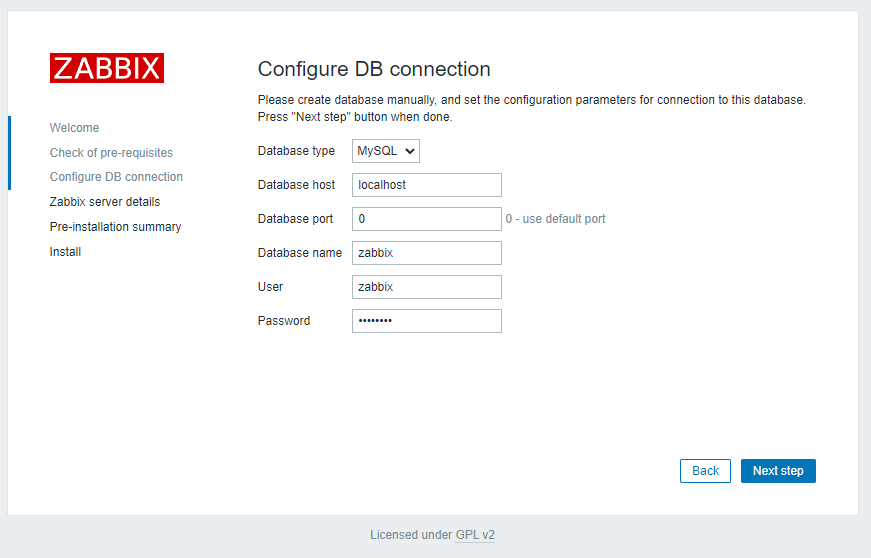 ZABBIX
Welcome
Check of pre-requisites
Configure DB connection
Zabbix server details
Pre-installation summary
Install
Configure DB connection
Please create database manually, and set the configuration parameters for connection to this database.
Press "Next step" button when done.
Database type MySQL
Database host localhost
Database port 0 0 - use default port
Database name zabbix
User zabbix
Password ••••••••
Back Next step
Licensed under GPL v2